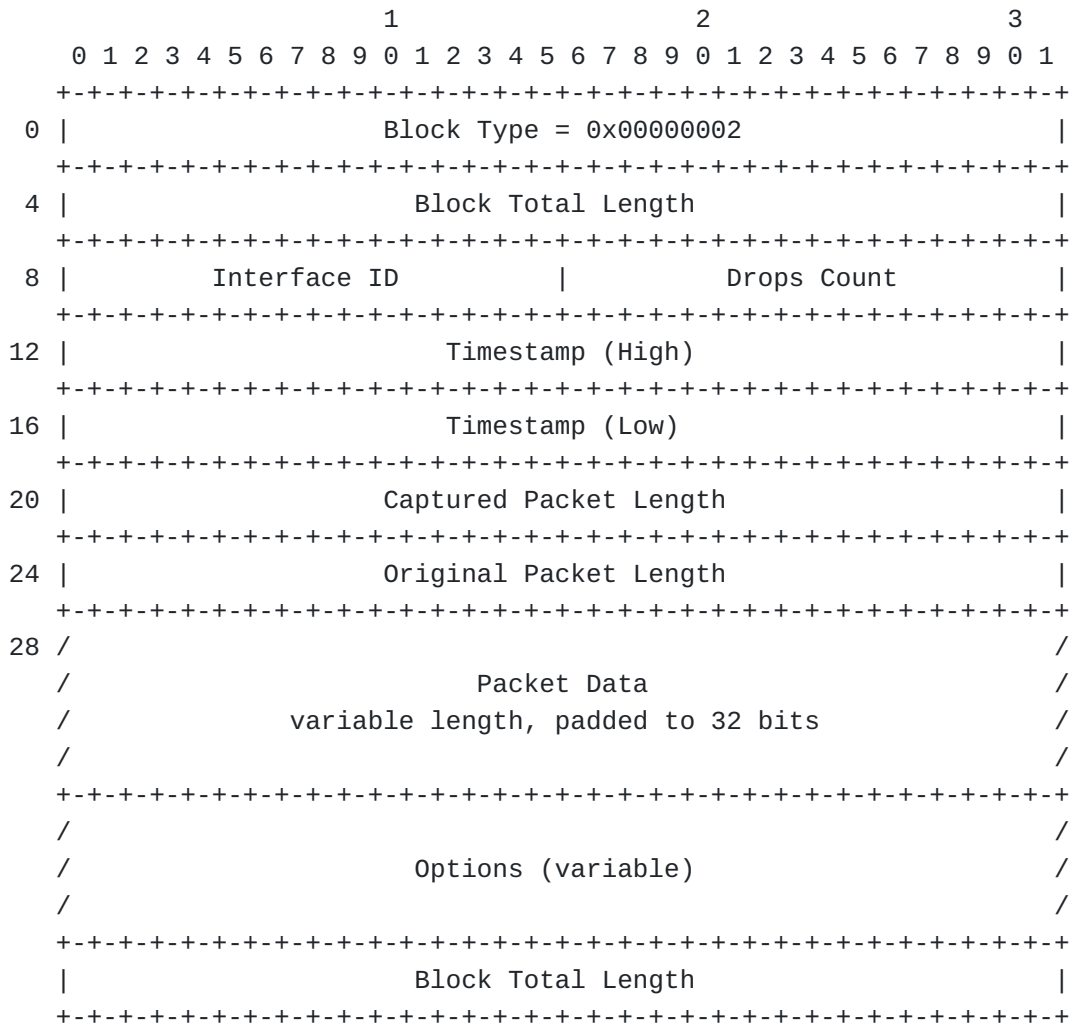 1                   2                   3
    0 1 2 3 4 5 6 7 8 9 0 1 2 3 4 5 6 7 8 9 0 1 2 3 4 5 6 7 8 9 0 1
   +-+-+-+-+-+-+-+-+-+-+-+-+-+-+-+-+-+-+-+-+-+-+-+-+-+-+-+-+-+-+-+-+
 0 |                    Block Type = 0x00000002                    |
   +-+-+-+-+-+-+-+-+-+-+-+-+-+-+-+-+-+-+-+-+-+-+-+-+-+-+-+-+-+-+-+-+
 4 |                      Block Total Length                       |
   +-+-+-+-+-+-+-+-+-+-+-+-+-+-+-+-+-+-+-+-+-+-+-+-+-+-+-+-+-+-+-+-+
 8 |         Interface ID          |          Drops Count          |
   +-+-+-+-+-+-+-+-+-+-+-+-+-+-+-+-+-+-+-+-+-+-+-+-+-+-+-+-+-+-+-+-+
12 |                        Timestamp (High)                       |
   +-+-+-+-+-+-+-+-+-+-+-+-+-+-+-+-+-+-+-+-+-+-+-+-+-+-+-+-+-+-+-+-+
16 |                        Timestamp (Low)                        |
   +-+-+-+-+-+-+-+-+-+-+-+-+-+-+-+-+-+-+-+-+-+-+-+-+-+-+-+-+-+-+-+-+
20 |                    Captured Packet Length                     |
   +-+-+-+-+-+-+-+-+-+-+-+-+-+-+-+-+-+-+-+-+-+-+-+-+-+-+-+-+-+-+-+-+
24 |                    Original Packet Length                     |
   +-+-+-+-+-+-+-+-+-+-+-+-+-+-+-+-+-+-+-+-+-+-+-+-+-+-+-+-+-+-+-+-+
28 /                                                               /
   /                          Packet Data                          /
   /              variable length, padded to 32 bits               /
   /                                                               /
   +-+-+-+-+-+-+-+-+-+-+-+-+-+-+-+-+-+-+-+-+-+-+-+-+-+-+-+-+-+-+-+-+
   /                                                               /
   /                      Options (variable)                       /
   /                                                               /
   +-+-+-+-+-+-+-+-+-+-+-+-+-+-+-+-+-+-+-+-+-+-+-+-+-+-+-+-+-+-+-+-+
   |                      Block Total Length                       |
   +-+-+-+-+-+-+-+-+-+-+-+-+-+-+-+-+-+-+-+-+-+-+-+-+-+-+-+-+-+-+-+-+